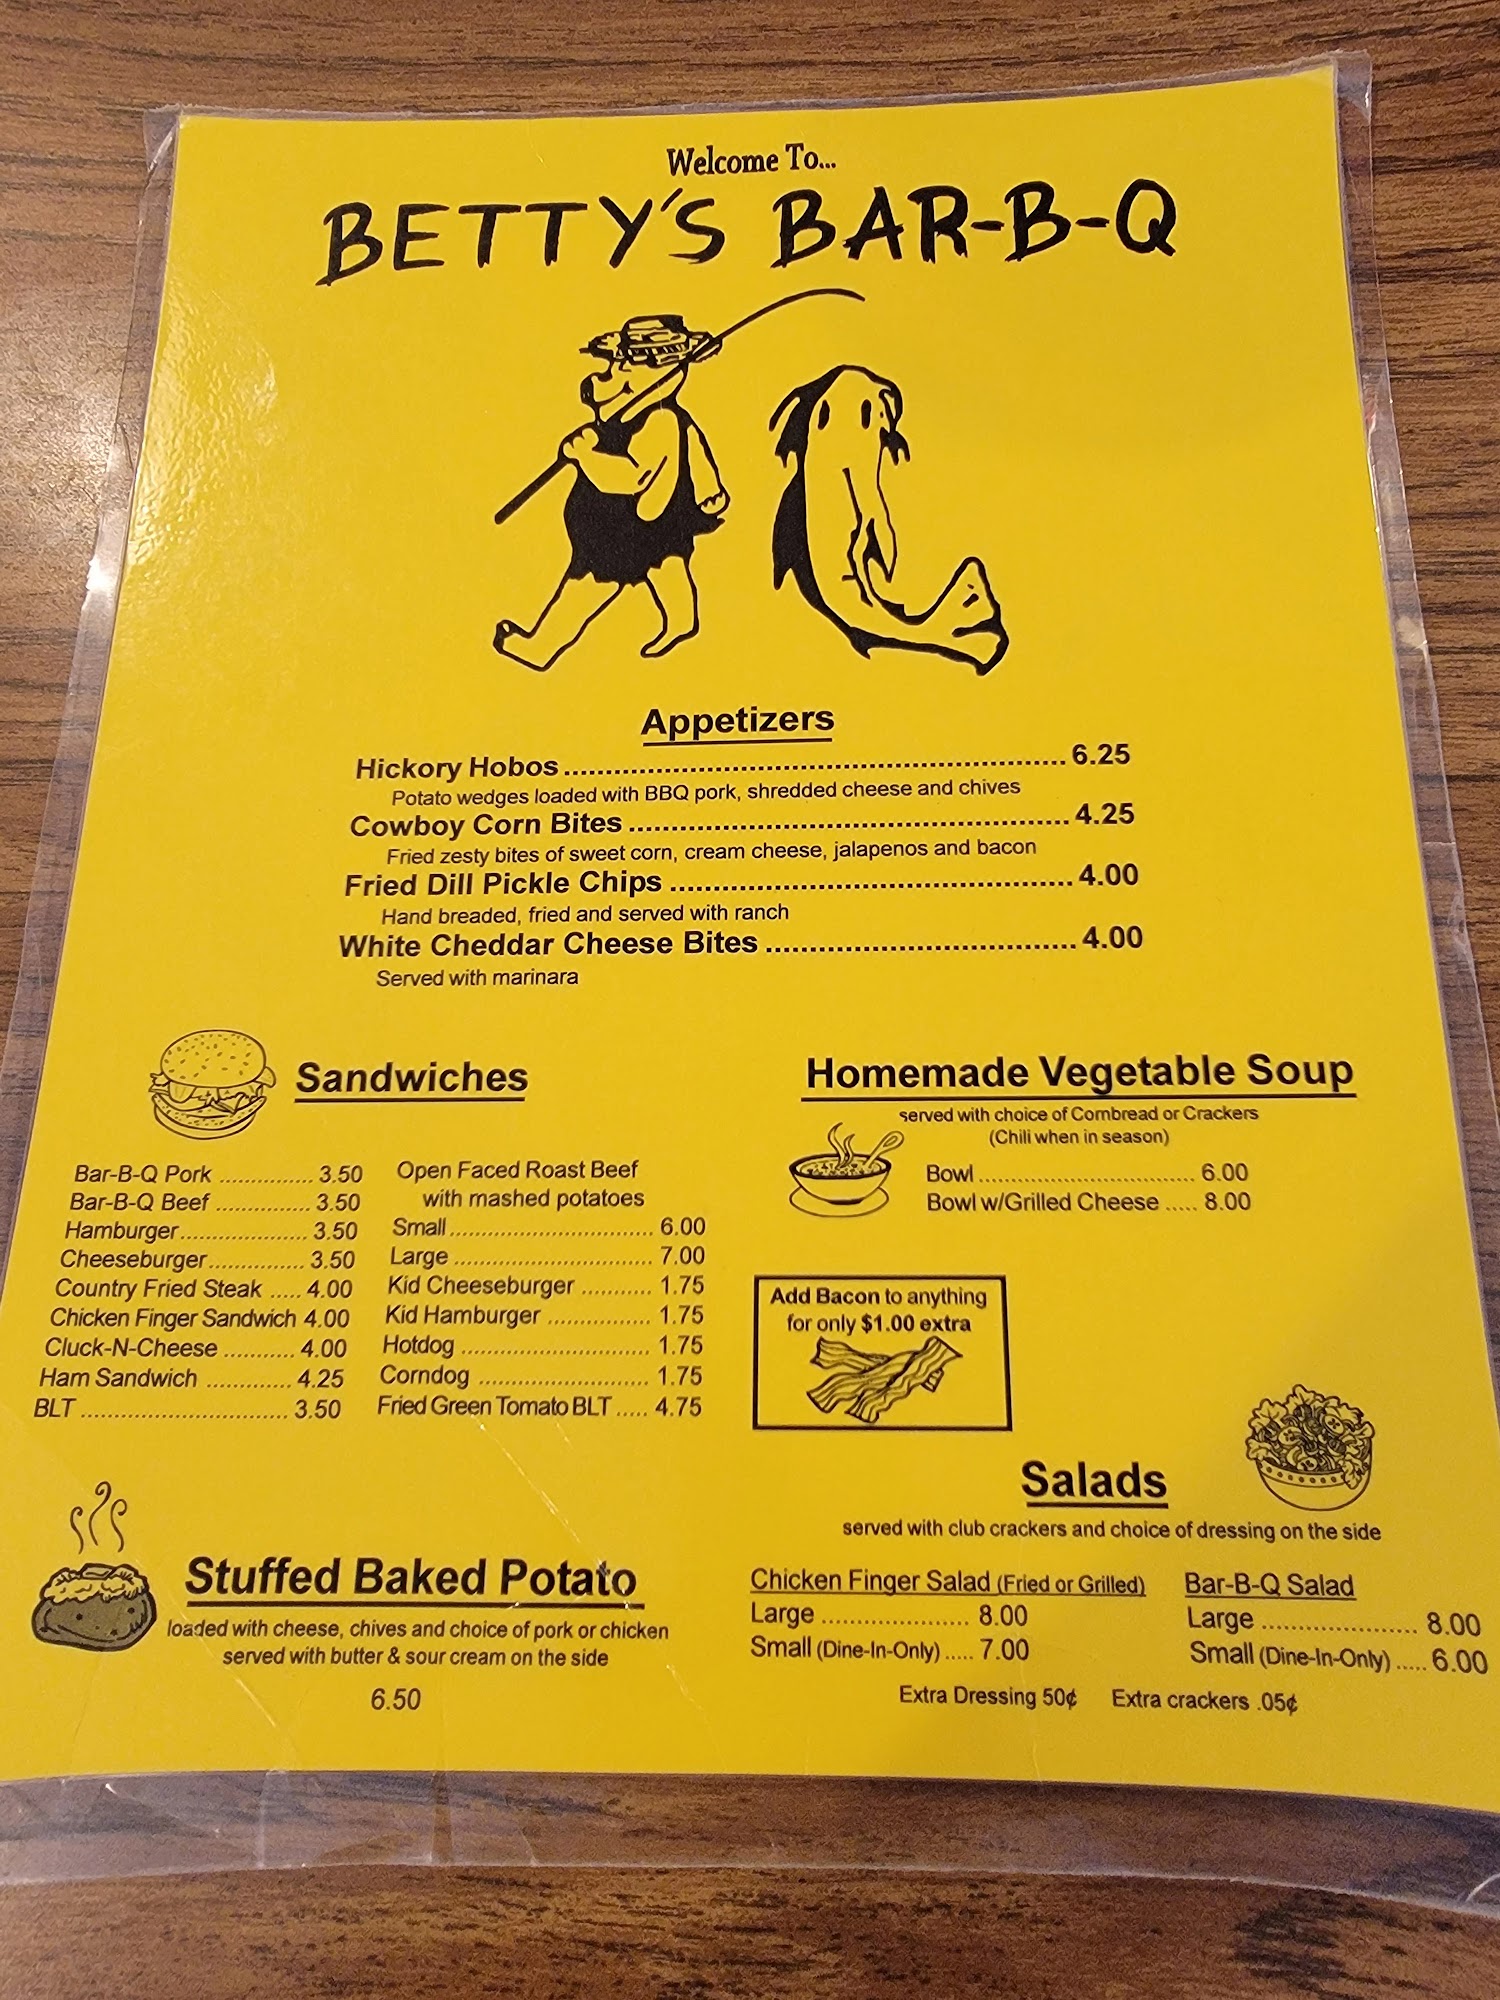 Welcome To...
BETTY'S BAR-B-Q
Appetizers
Hickory Hobos ........................................................... 6.25
Potato wedges loaded with BBQ pork, shredded cheese and chives
Cowboy Corn Bites .................................................... 4.25
Fried zesty bites of sweet corn, cream cheese, jalapenos and bacon
Fried Dill Pickle Chips ............................................... 4.00
Hand breaded, fried and served with ranch
White Cheddar Cheese Bites .................................... 4.00
Served with marinara
Sandwiches
Bar-B-Q Pork ............... 3.50
Bar-B-Q Beef ............... 3.50
Hamburger..................... 3.50
Cheeseburger................ 3.50
Country Fried Steak ..... 4.00
Chicken Finger Sandwich 4.00
Cluck-N-Cheese ........... 4.00
Ham Sandwich ............. 4.25
BLT ................................ 3.50
Open Faced Roast Beef
with mashed potatoes
Small................................ 6.00
Large ............................... 7.00
Kid Cheeseburger ........... 1.75
Kid Hamburger ................ 1.75
Hotdog ............................. 1.75
Corndog .......................... 1.75
Fried Green Tomato BLT ..... 4.75
Homemade Vegetable Soup
served with choice of Cornbread or Crackers
(Chili when in season)
Bowl .................................. 6.00
Bowl w/Grilled Cheese ..... 8.00
Add Bacon to anything
for only $1.00 extra
Stuffed Baked Potato
loaded with cheese, chives and choice of pork or chicken
served with butter & sour cream on the side
6.50
Salads
served with club crackers and choice of dressing on the side
Chicken Finger Salad (Fried or Grilled)
Large ........................ 8.00
Small (Dine-In-Only) ..... 7.00
Bar-B-Q Salad
Large ......................... 8.00
Small (Dine-In-Only) ..... 6.00
Extra Dressing 50¢ Extra crackers .05¢